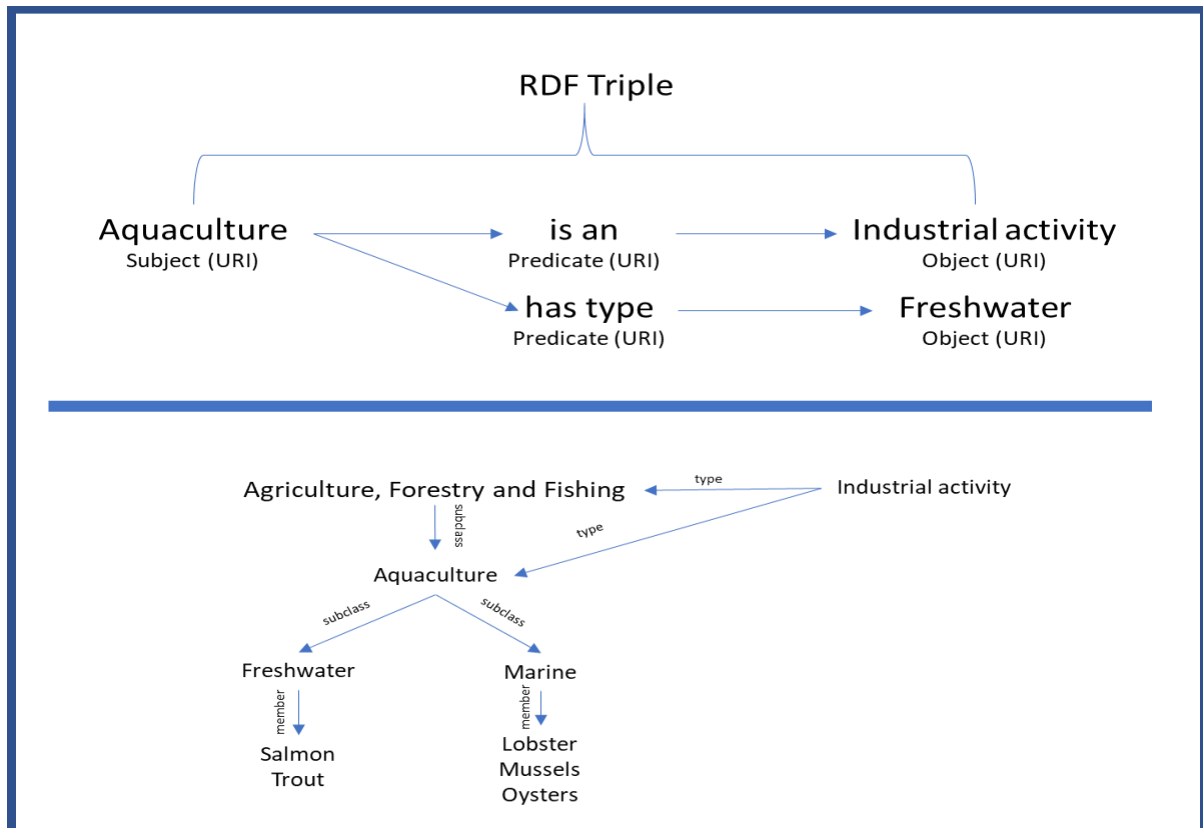 RDF Triple
Aquaculture
Subject (URI)
is an
Predicate (URI)
Industrial activity
Object (URI)
has type
Predicate (URI)
Freshwater
Object (URI)
Agriculture, Forestry and Fishing
type
Industrial activity
subclass
type
Aquaculture
subclass
subclass
Freshwater
Marine
member
member
Salmon
Trout
Lobster
Mussels
Oysters